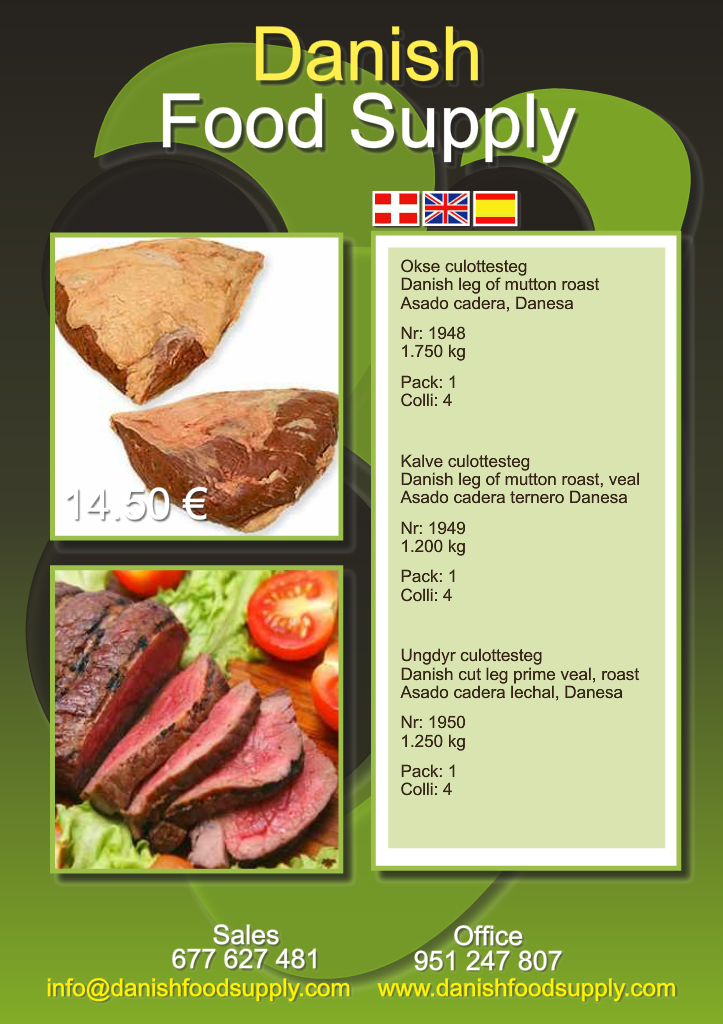 Danish
Food Supply
14.50 €
Okse culottesteg
Danish leg of mutton roast
Asado cadera, Danesa
Nr: 1948
1.750 kg
Pack: 1
Colli: 4
Kalve culottesteg
Danish leg of mutton roast, veal
Asado cadera ternero Danesa
Nr: 1949
1.200 kg
Pack: 1
Colli: 4
Ungdyr culottesteg
Danish cut leg prime veal, roast
Asado cadera lechal, Danesa
Nr: 1950
1.250 kg
Pack: 1
Colli: 4
Sales
677 627 481
info@danishfoodsupply.com
Office
951 247 807
www.danishfoodsupply.com